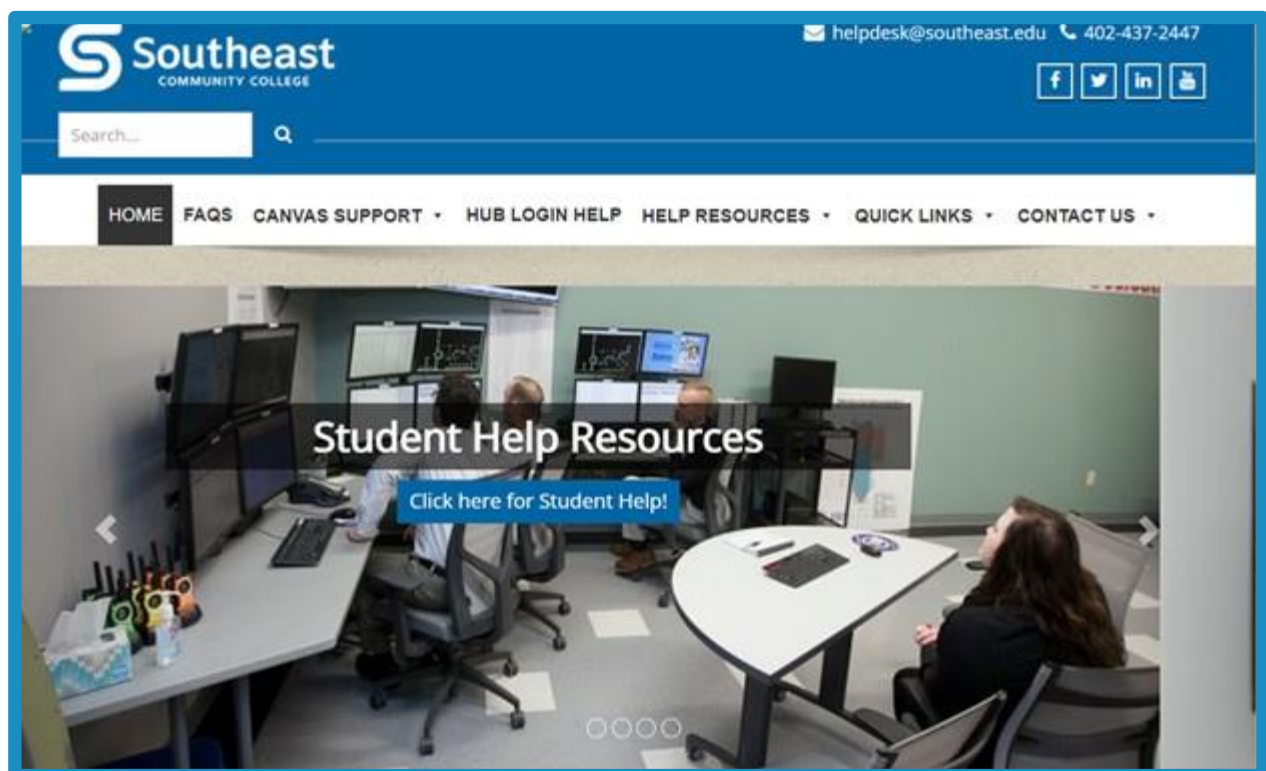 Southeast
COMMUNITY COLLEGE
helpdesk@southeast.edu 402-437-2447
Search...
HOME FAQS CANVAS SUPPORT HUB LOGIN HELP HELP RESOURCES QUICK LINKS CONTACT US
Student Help Resources
Click here for Student Help!